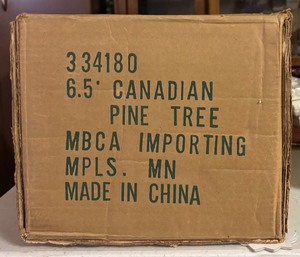 334180
6.5' CANADIAN
PINE TREE
MBCA IMPORTING
MPLS. MN
MADE IN CHINA